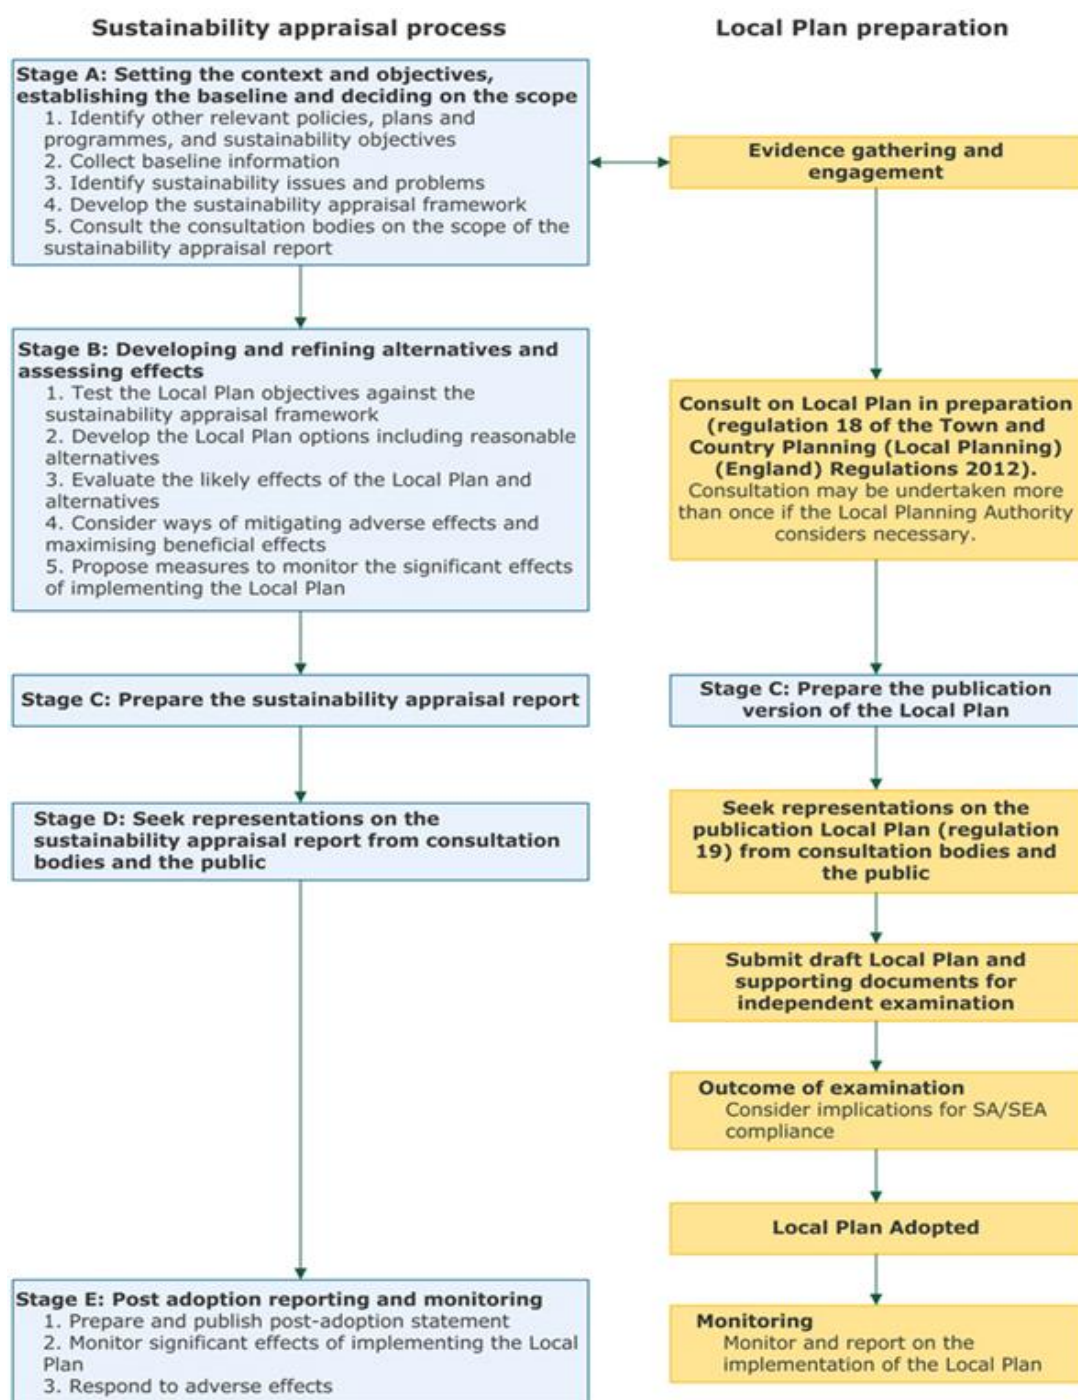 Sustainability appraisal process
Stage A: Setting the context and objectives,
establishing the baseline and deciding on the scope
1. Identify other relevant policies, plans and
programmes, and sustainability objectives
2. Collect baseline information
3. Identify sustainability issues and problems
4. Develop the sustainability appraisal framework
5. Consult the consultation bodies on the scope of the
sustainability appraisal report
Stage B: Developing and refining alternatives and
assessing effects
1. Test the Local Plan objectives against the
sustainability appraisal framework
2. Develop the Local Plan options including reasonable
alternatives
3. Evaluate the likely effects of the Local Plan and
alternatives
4. Consider ways of mitigating adverse effects and
maximising beneficial effects
5. Propose measures to monitor the significant effects
of implementing the Local Plan
Stage C: Prepare the sustainability appraisal report
Stage D: Seek representations on the
sustainability appraisal report from consultation
bodies and the public
Stage E: Post adoption reporting and monitoring
1. Prepare and publish post-adoption statement
2. Monitor significant effects of implementing the Local
Plan
3. Respond to adverse effects
Local Plan preparation
Evidence gathering and
engagement
Consult on Local Plan in preparation
(regulation 18 of the Town and
Country Planning (Local Planning)
(England) Regulations 2012).
Consultation may be undertaken more
than once if the Local Planning Authority
considers necessary.
Stage C: Prepare the publication
version of the Local Plan
Seek representations on the
publication Local Plan (regulation
19) from consultation bodies and
the public
Submit draft Local Plan and
supporting documents for
independent examination
Outcome of examination
Consider implications for SA/SEA
compliance
Local Plan Adopted
Monitoring
Monitor and report on the
implementation of the Local Plan